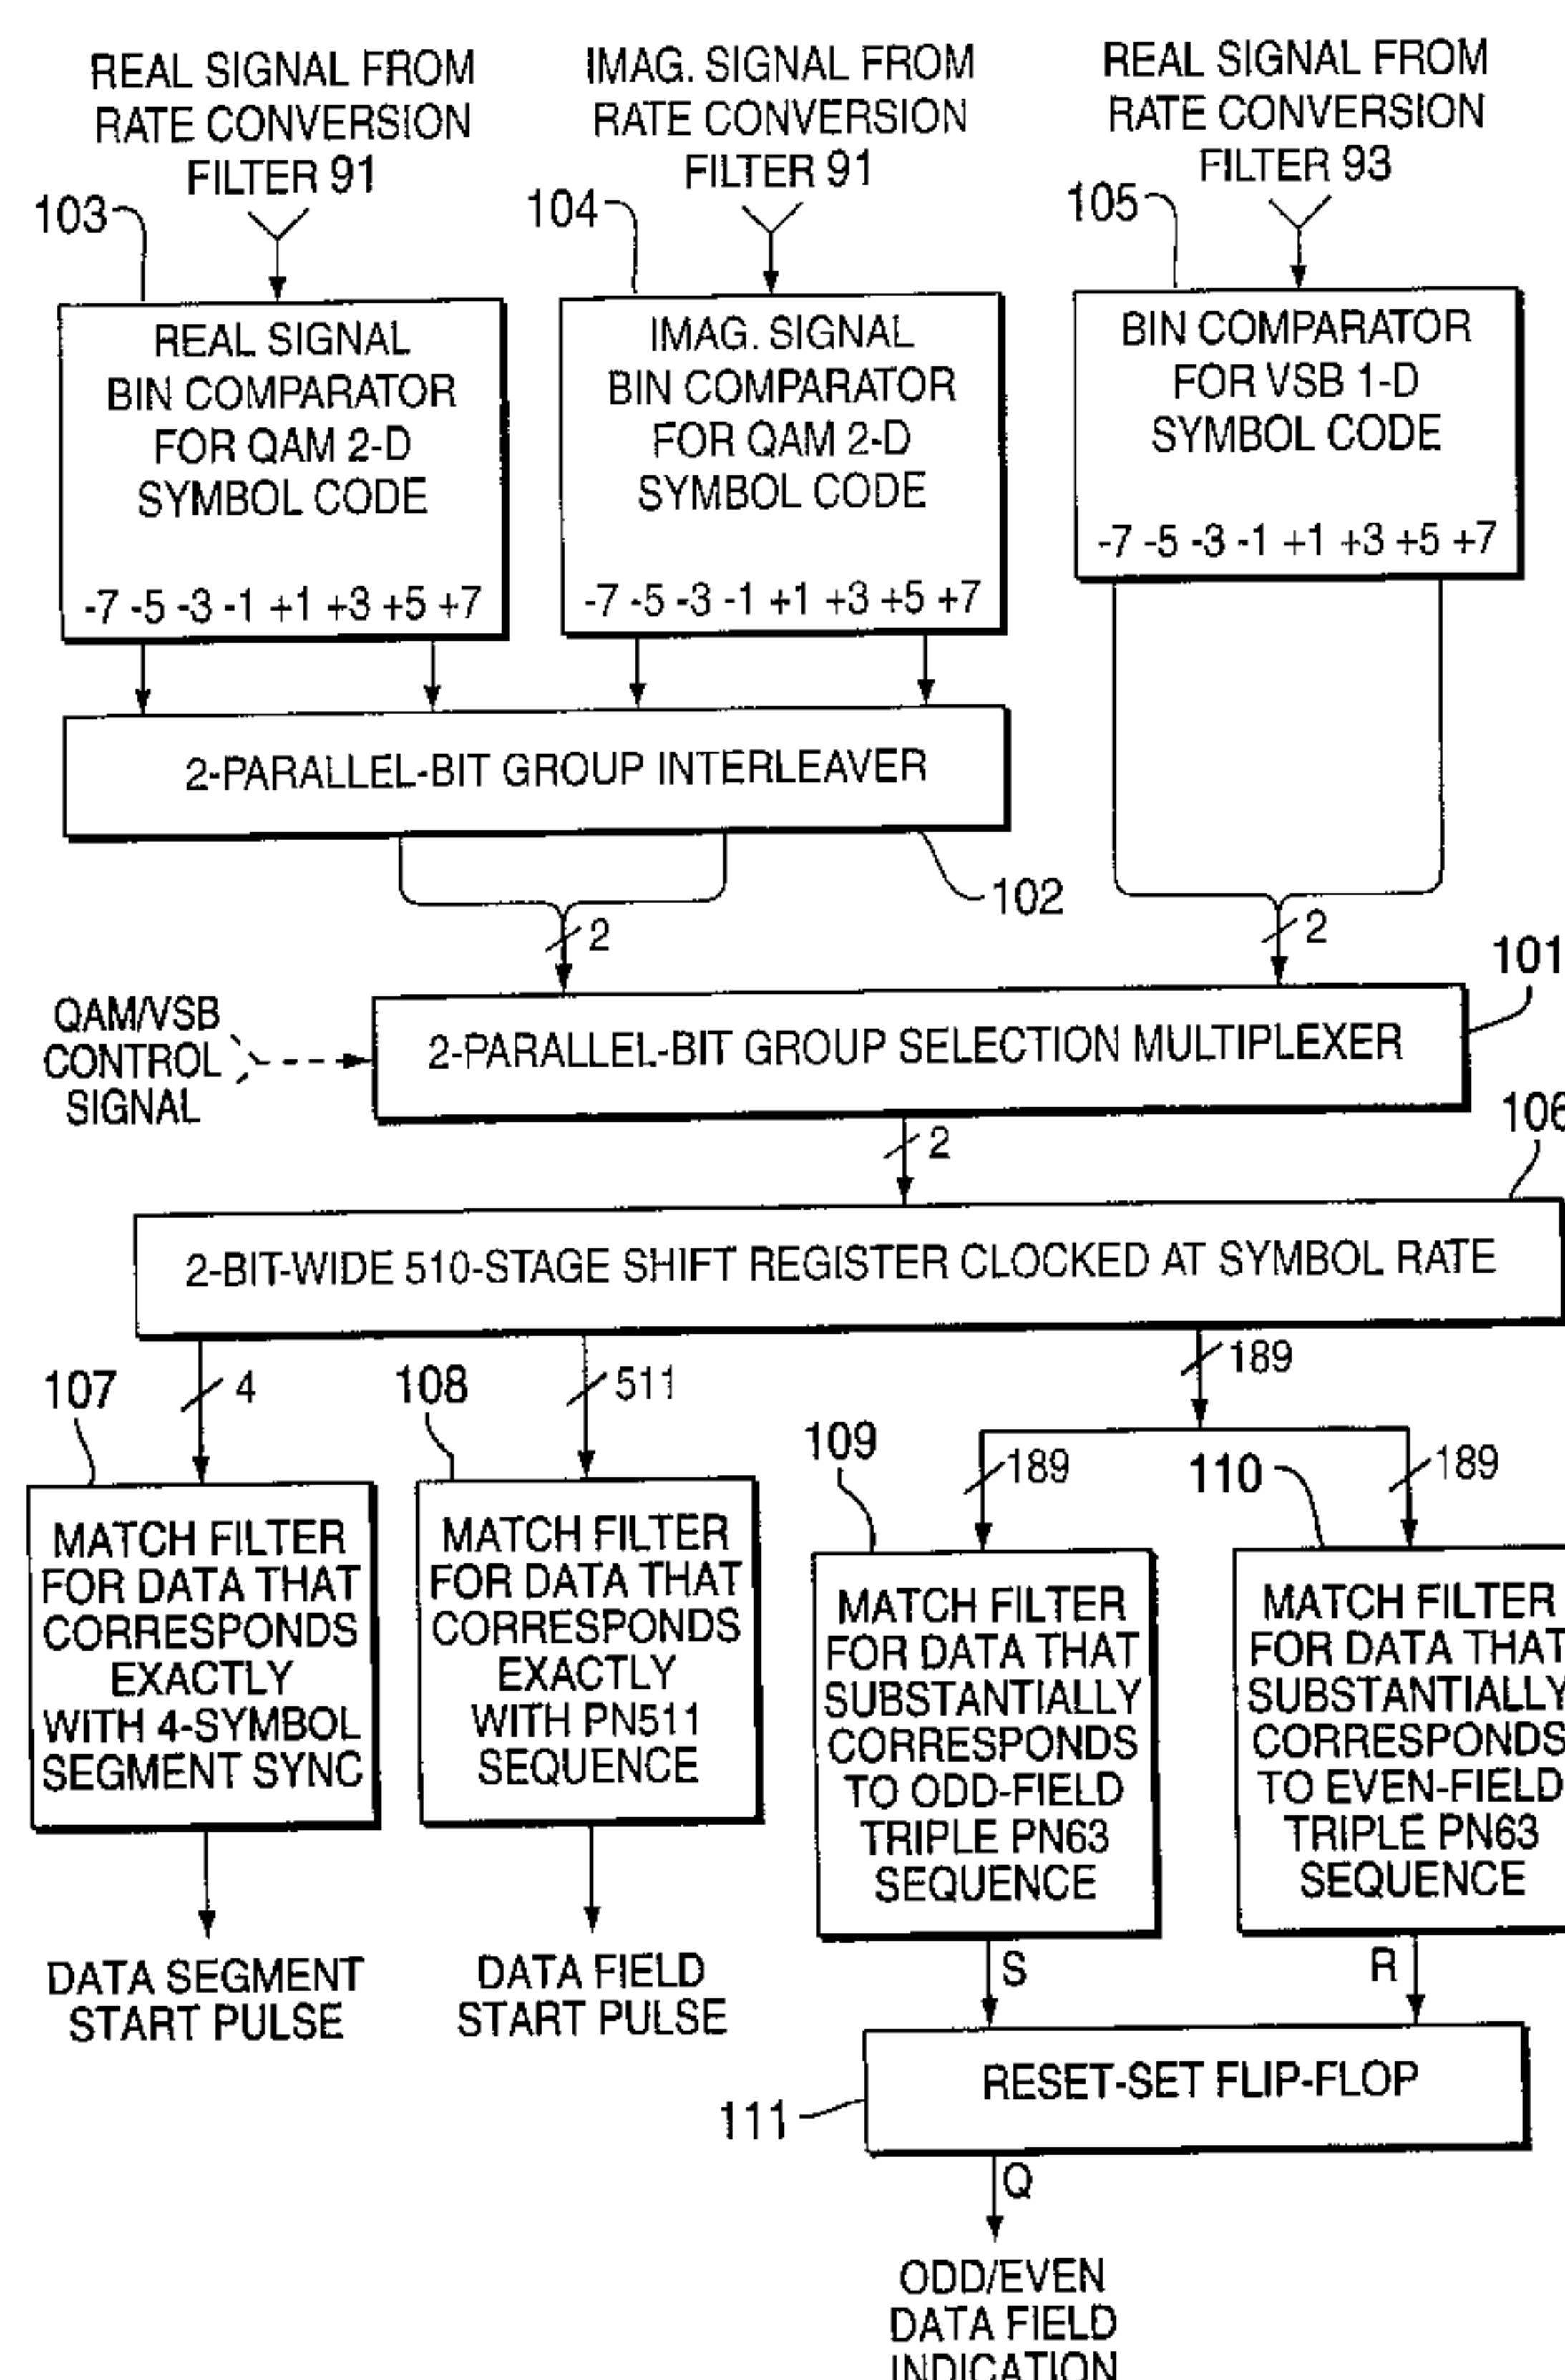 REAL SIGNAL FROM
RATE CONVERSION
FILTER 91
IMAG. SIGNAL FROM
RATE CONVERSION
FILTER 91
REAL SIGNAL FROM
RATE CONVERSION
FILTER 93
103
104
105
REAL SIGNAL
BIN COMPARATOR
FOR QAM 2-D
SYMBOL CODE
-7 -5 -3 -1 +1 +3 +5 +7
IMAG. SIGNAL
BIN COMPARATOR
FOR QAM 2-D
SYMBOL CODE
-7 -5 -3 -1 +1 +3 +5 +7
BIN COMPARATOR
FOR VSB 1-D
SYMBOL CODE
-7 -5 -3 -1 +1 +3 +5 +7
2-PARALLEL-BIT GROUP INTERLEAVER
102
2
2
101
QAM/VSB
CONTROL
SIGNAL
2-PARALLEL-BIT GROUP SELECTION MULTIPLEXER
2
106
2-BIT-WIDE 510-STAGE SHIFT REGISTER CLOCKED AT SYMBOL RATE
107
4
108
511
189
109
189
110
189
MATCH FILTER
FOR DATA THAT
CORRESPONDS
EXACTLY
WITH 4-SYMBOL
SEGMENT SYNC
MATCH FILTER
FOR DATA THAT
CORRESPONDS
EXACTLY
WITH PN511
SEQUENCE
MATCH FILTER
FOR DATA THAT
SUBSTANTIALLY
CORRESPONDS
TO ODD-FIELD
TRIPLE PN63
SEQUENCE
MATCH FILTER
FOR DATA THAT
SUBSTANTIALLY
CORRESPONDS
TO EVEN-FIELD
TRIPLE PN63
SEQUENCE
DATA SEGMENT
START PULSE
DATA FIELD
START PULSE
S
R
RESET-SET FLIP-FLOP
111
Q
ODD/EVEN
DATA FIELD
INDICATION